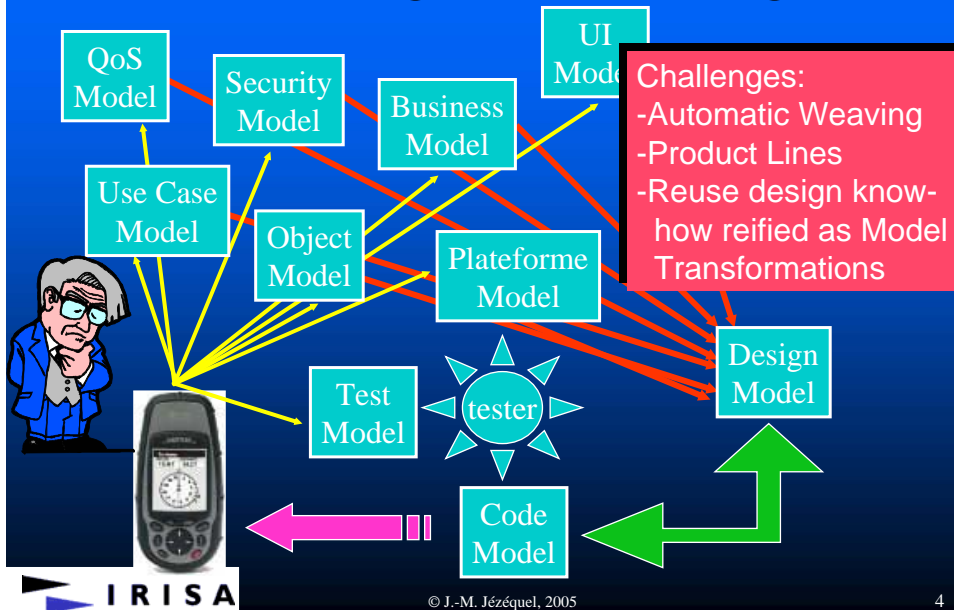 UI
Mode
QoS
Model
Security
Model
Business
Model
Challenges:
-Automatic Weaving
-Product Lines
-Reuse design know-
how reified as Model
Transformations
Use Case
Model
Object
Model
Plateforme
Model
Design
Model
Test
Model
tester
Code
Model
IRISA
© J.-M. Jézéquel, 2005
4